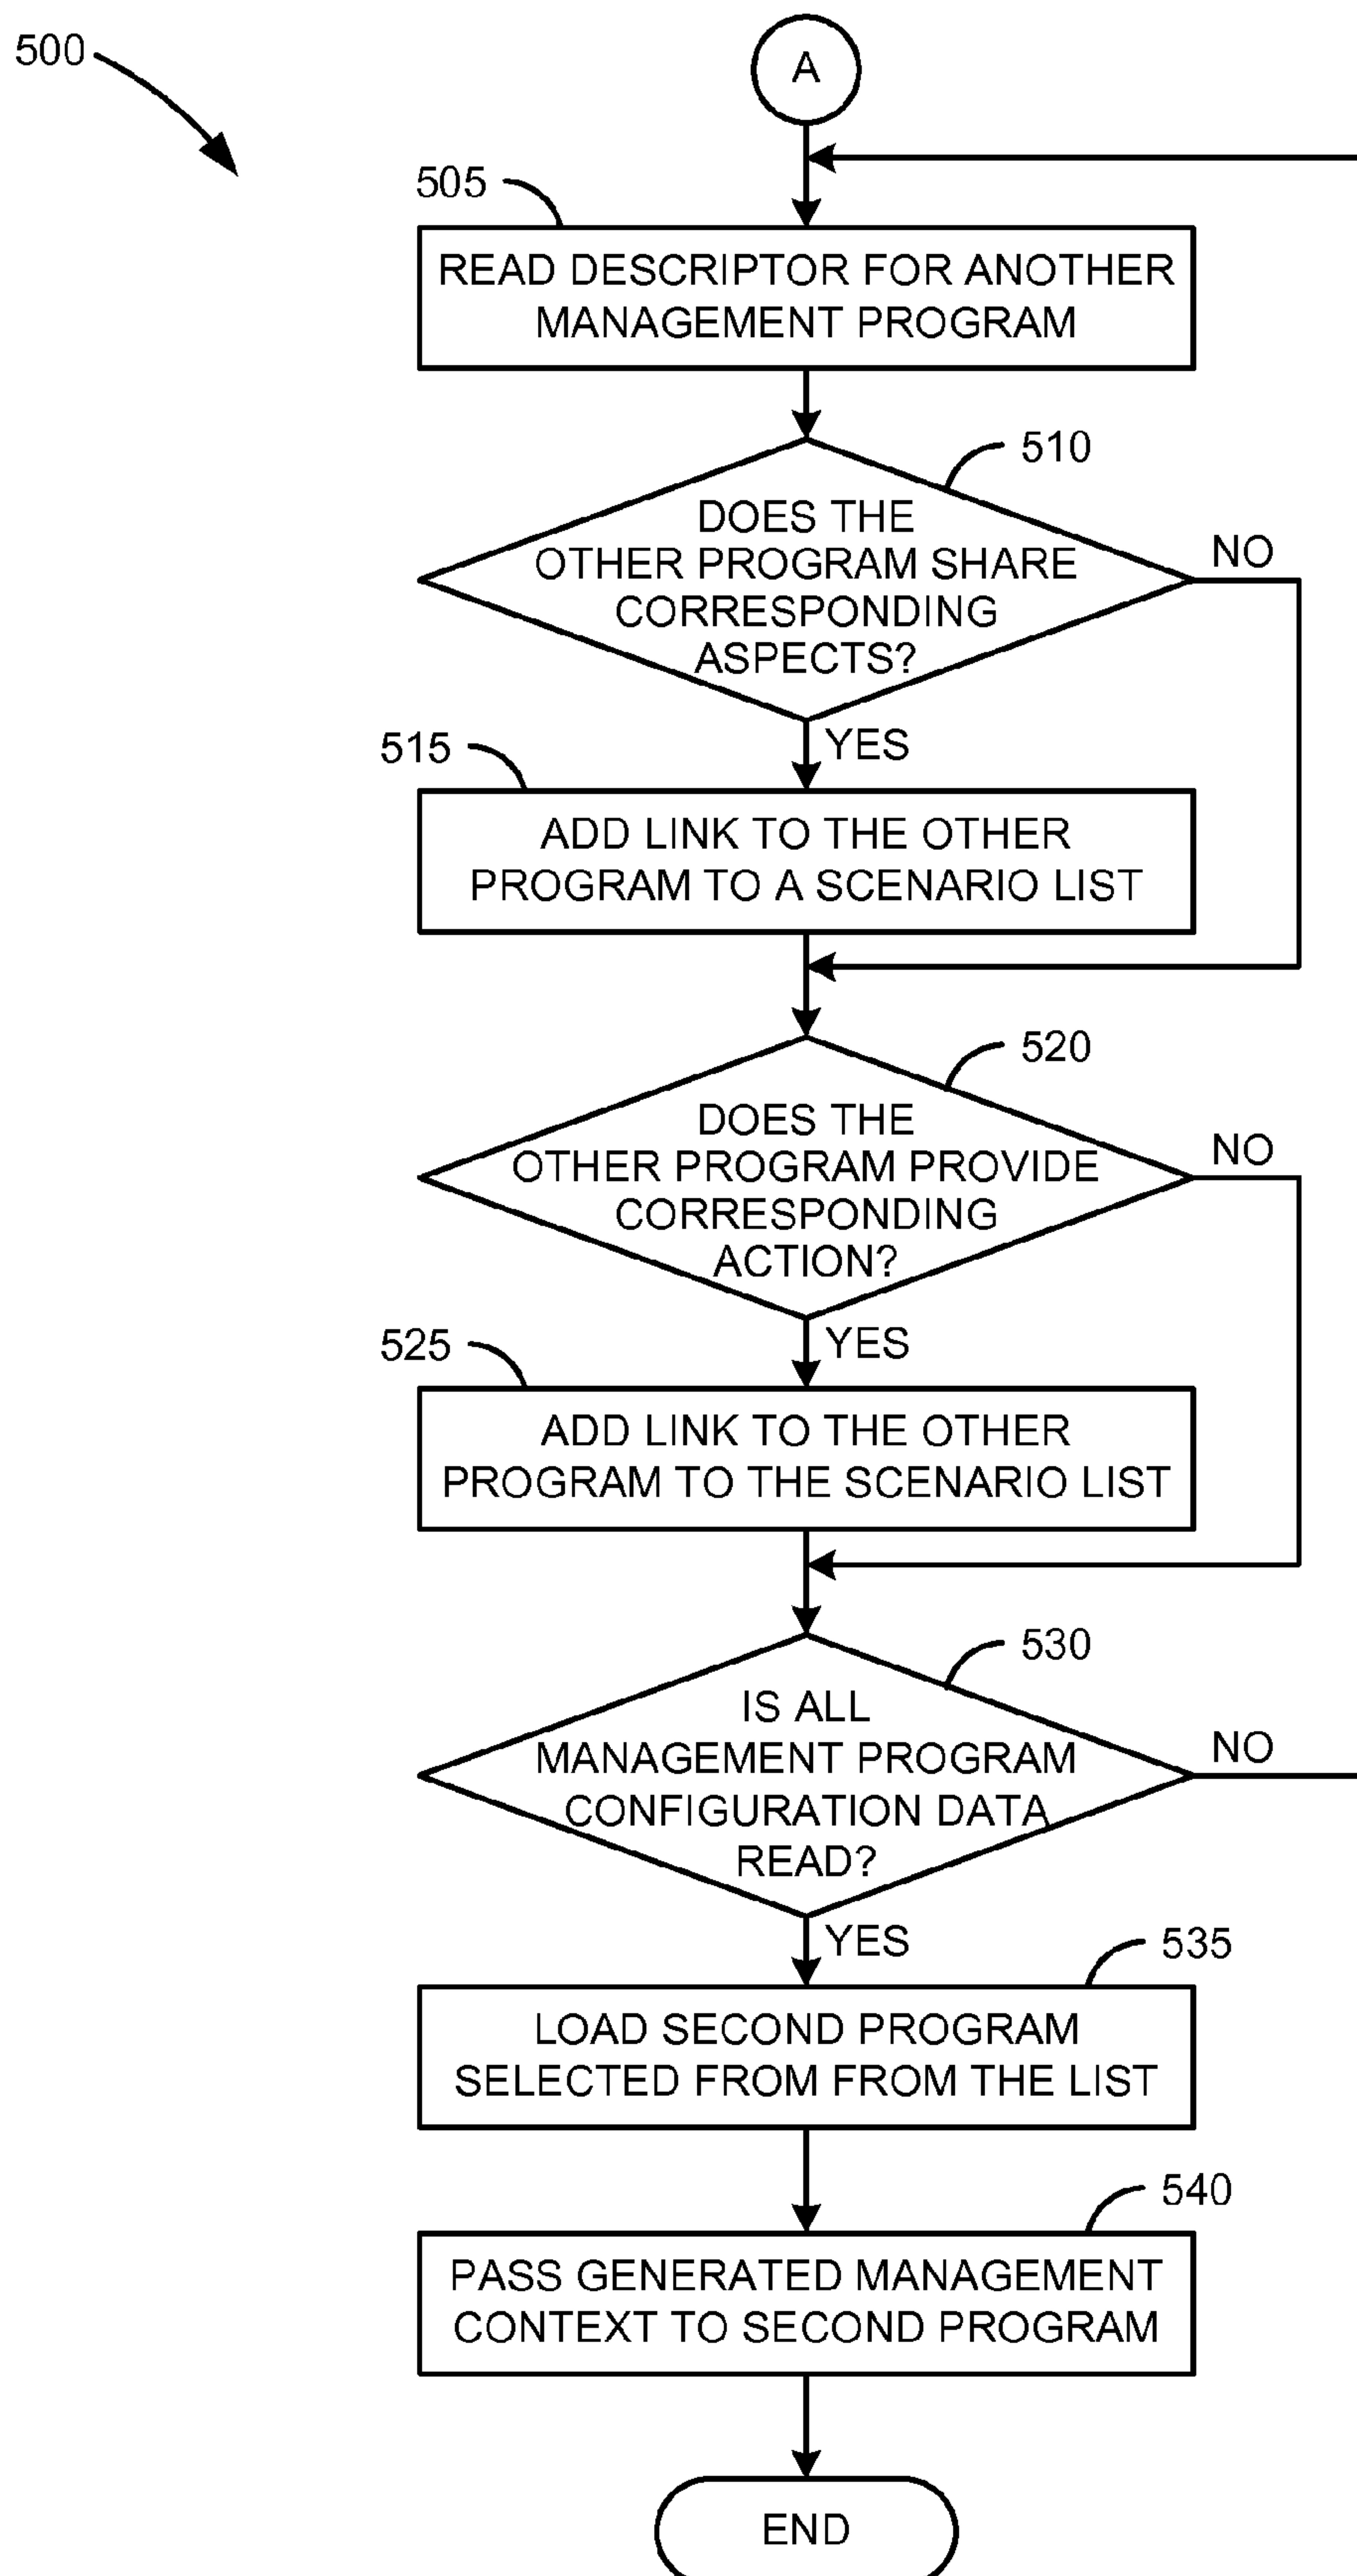 500
A
505
READ DESCRIPTOR FOR ANOTHER
MANAGEMENT PROGRAM
510
DOES THE
OTHER PROGRAM SHARE
CORRESPONDING
ASPECTS?
NO
YES
515
ADD LINK TO THE OTHER
PROGRAM TO A SCENARIO LIST
520
DOES THE
OTHER PROGRAM PROVIDE
CORRESPONDING
ACTION?
NO
YES
525
ADD LINK TO THE OTHER
PROGRAM TO THE SCENARIO LIST
530
IS ALL
MANAGEMENT PROGRAM
CONFIGURATION DATA
READ?
NO
YES
535
LOAD SECOND PROGRAM
SELECTED FROM FROM THE LIST
540
PASS GENERATED MANAGEMENT
CONTEXT TO SECOND PROGRAM
END